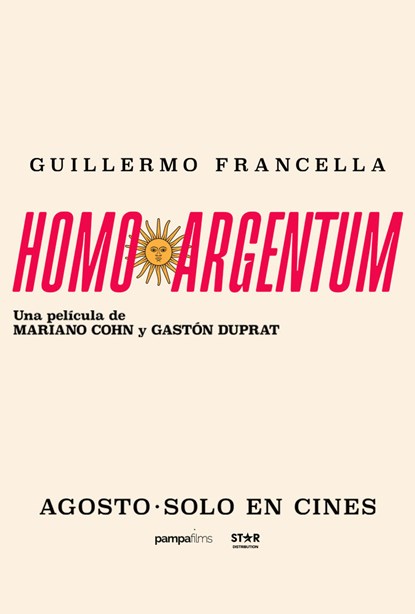 GUILLERMO FRANCELLA
HOMO ARGENTUM
Una película de
MARIANO COHN y GASTÓN DUPRAT
AGOSTO·SOLO EN CINES
pampafilms STAR
DISTRIBUTION